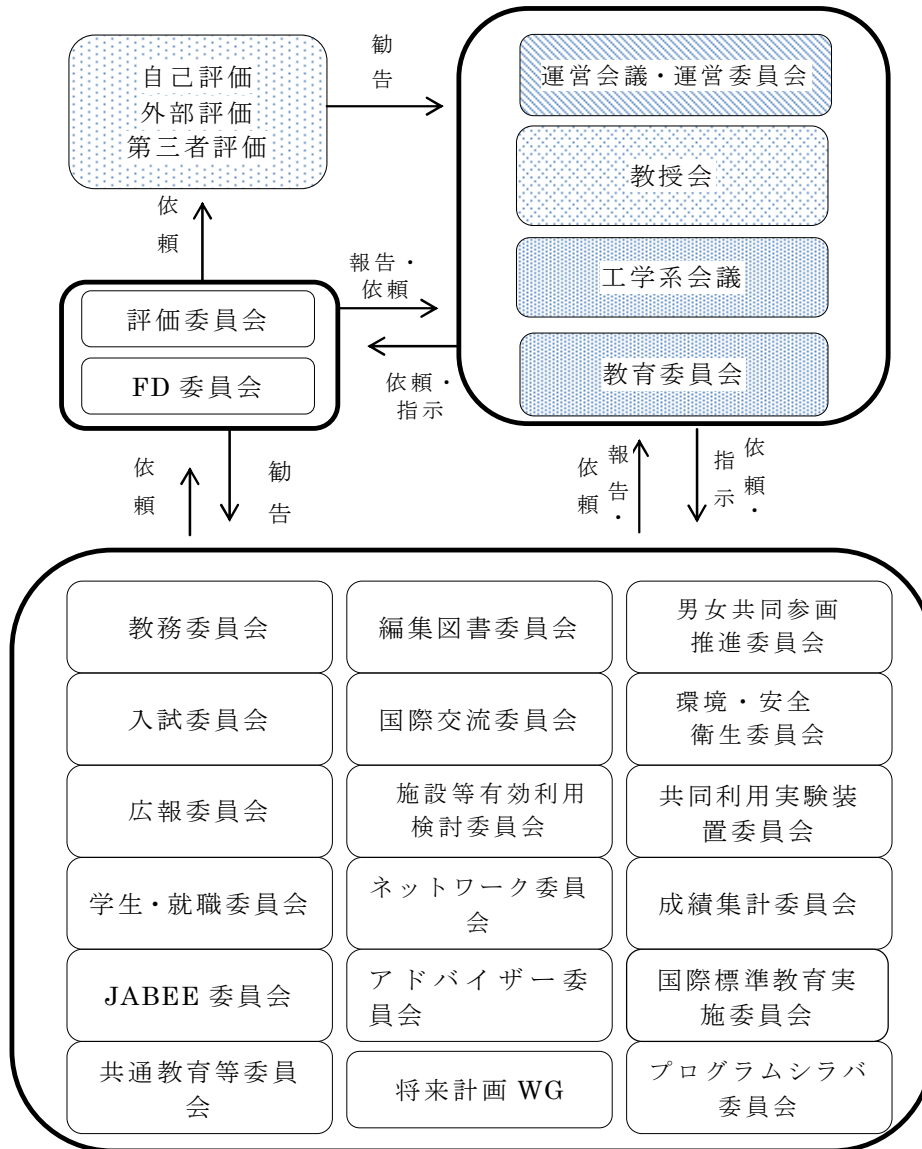 自己評価
外部評価
第三者評価
勧告
運営会議・運営委員会
教授会
工学系会議
教育委員会
依頼
報告・
依頼
評価委員会
FD 委員会
依頼・
指示
依頼
勧告
報告・
依頼
依頼・
指示
教務委員会
編集図書委員会
男女共同参画
推進委員会
入試委員会
国際交流委員会
環境・安全
衛生委員会
広報委員会
施設等有効利用
検討委員会
共同利用実験装
置委員会
学生・就職委員会
ネットワーク委員
会
成績集計委員会
JABEE 委員会
アドバイザー委
員会
国際標準教育実
施委員会
共通教育等委員
会
将来計画 WG
プログラムシラバ
委員会